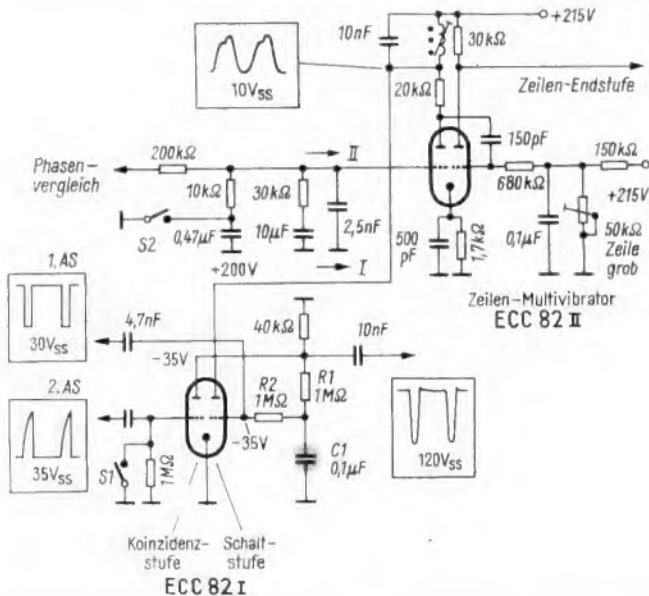 10nF
30kΩ
+215V
10Vss
20kΩ
Zeilen-Endstufe
150pF
Phasen-
vergleich
200kΩ
II
680kΩ
150kΩ
10kΩ
30kΩ
S2
0,47µF
10µF
2,5nF
500
pF
1,7kΩ
0,1µF
+215V
50kΩ
Zeile
grob
+200V
I
Zeilen-Multivibrator
ECC 82 II
1. AS
30Vss
4,7nF
40kΩ
10nF
-35V
R2
1MΩ
R1
1MΩ
2. AS
35Vss
S1
1MΩ
-35V
C1
0,1µF
120Vss
Koinzidenz-
stufe
Schalt-
stufe
ECC 82 I